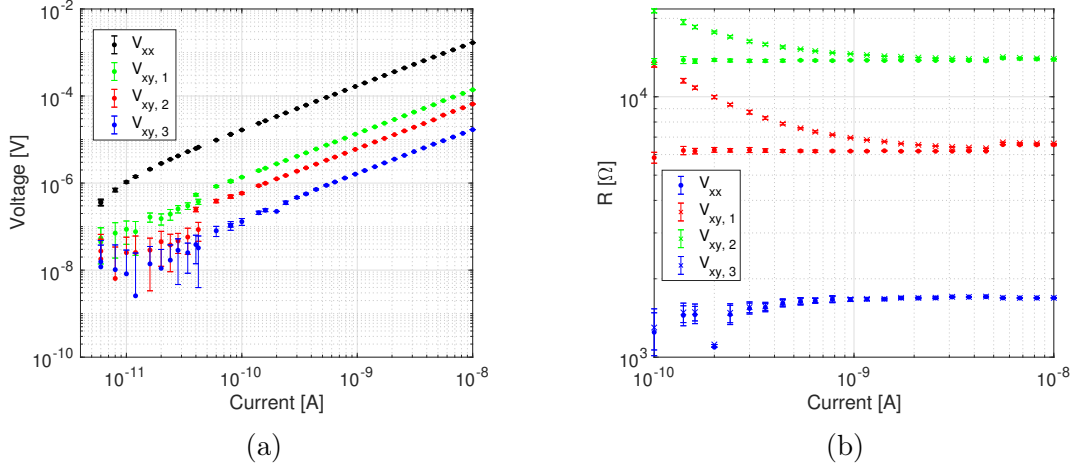 10^-2
10^-4
10^-6
10^-8
10^-10
Voltage [V]
V_xx
V_xy, 1
V_xy, 2
V_xy, 3
10^-11
10^-10
10^-9
10^-8
Current [A]
(a)
10^4
10^3
R [Ω]
V_xx
V_xy, 1
V_xy, 2
V_xy, 3
10^-10
10^-9
10^-8
Current [A]
(b)